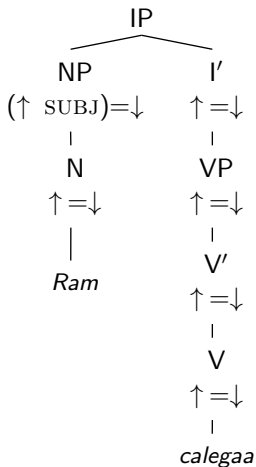 IP
NP I′
(↑ SUBJ)=↓ ↑=↓
N VP
↑=↓ ↑=↓
Ram V′
↑=↓
V
↑=↓
calegaa